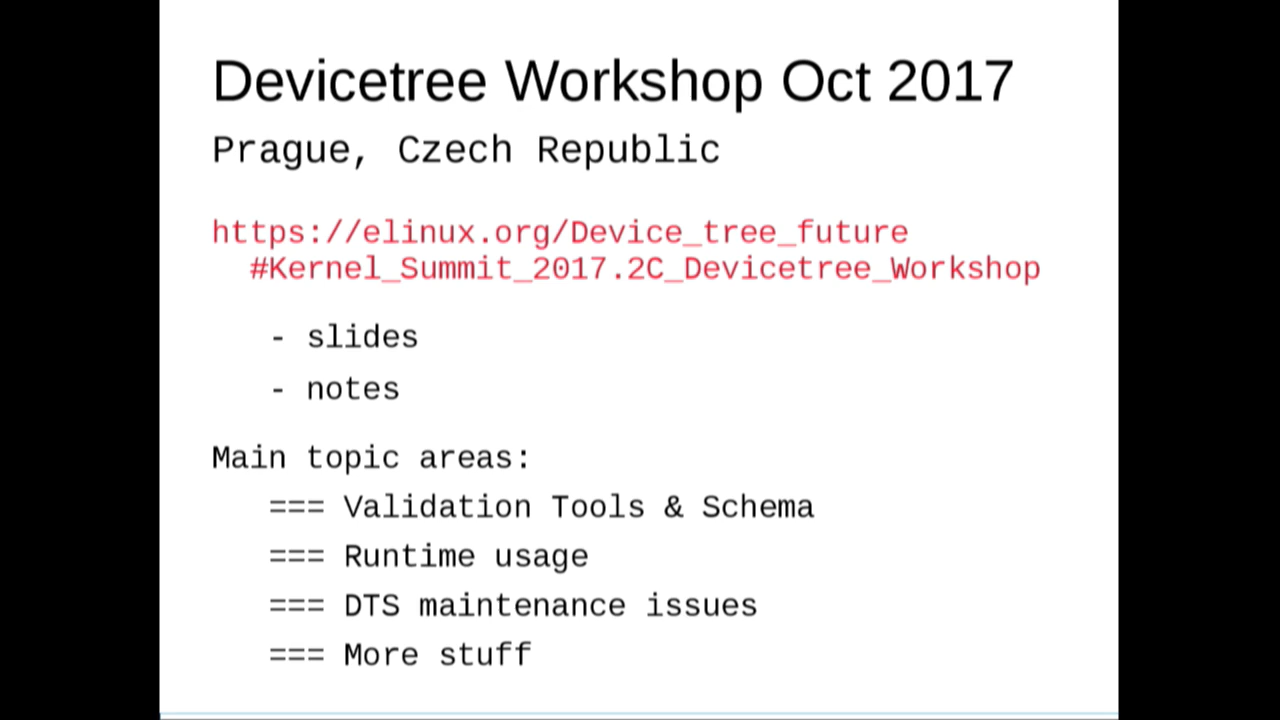 Devicetree Workshop Oct 2017
Prague, Czech Republic
https://elinux.org/Device_tree_future
#Kernel_Summit_2017.2C_Devicetree_Workshop
- slides
- notes
Main topic areas:
=== Validation Tools & Schema
=== Runtime usage
=== DTS maintenance issues
=== More stuff